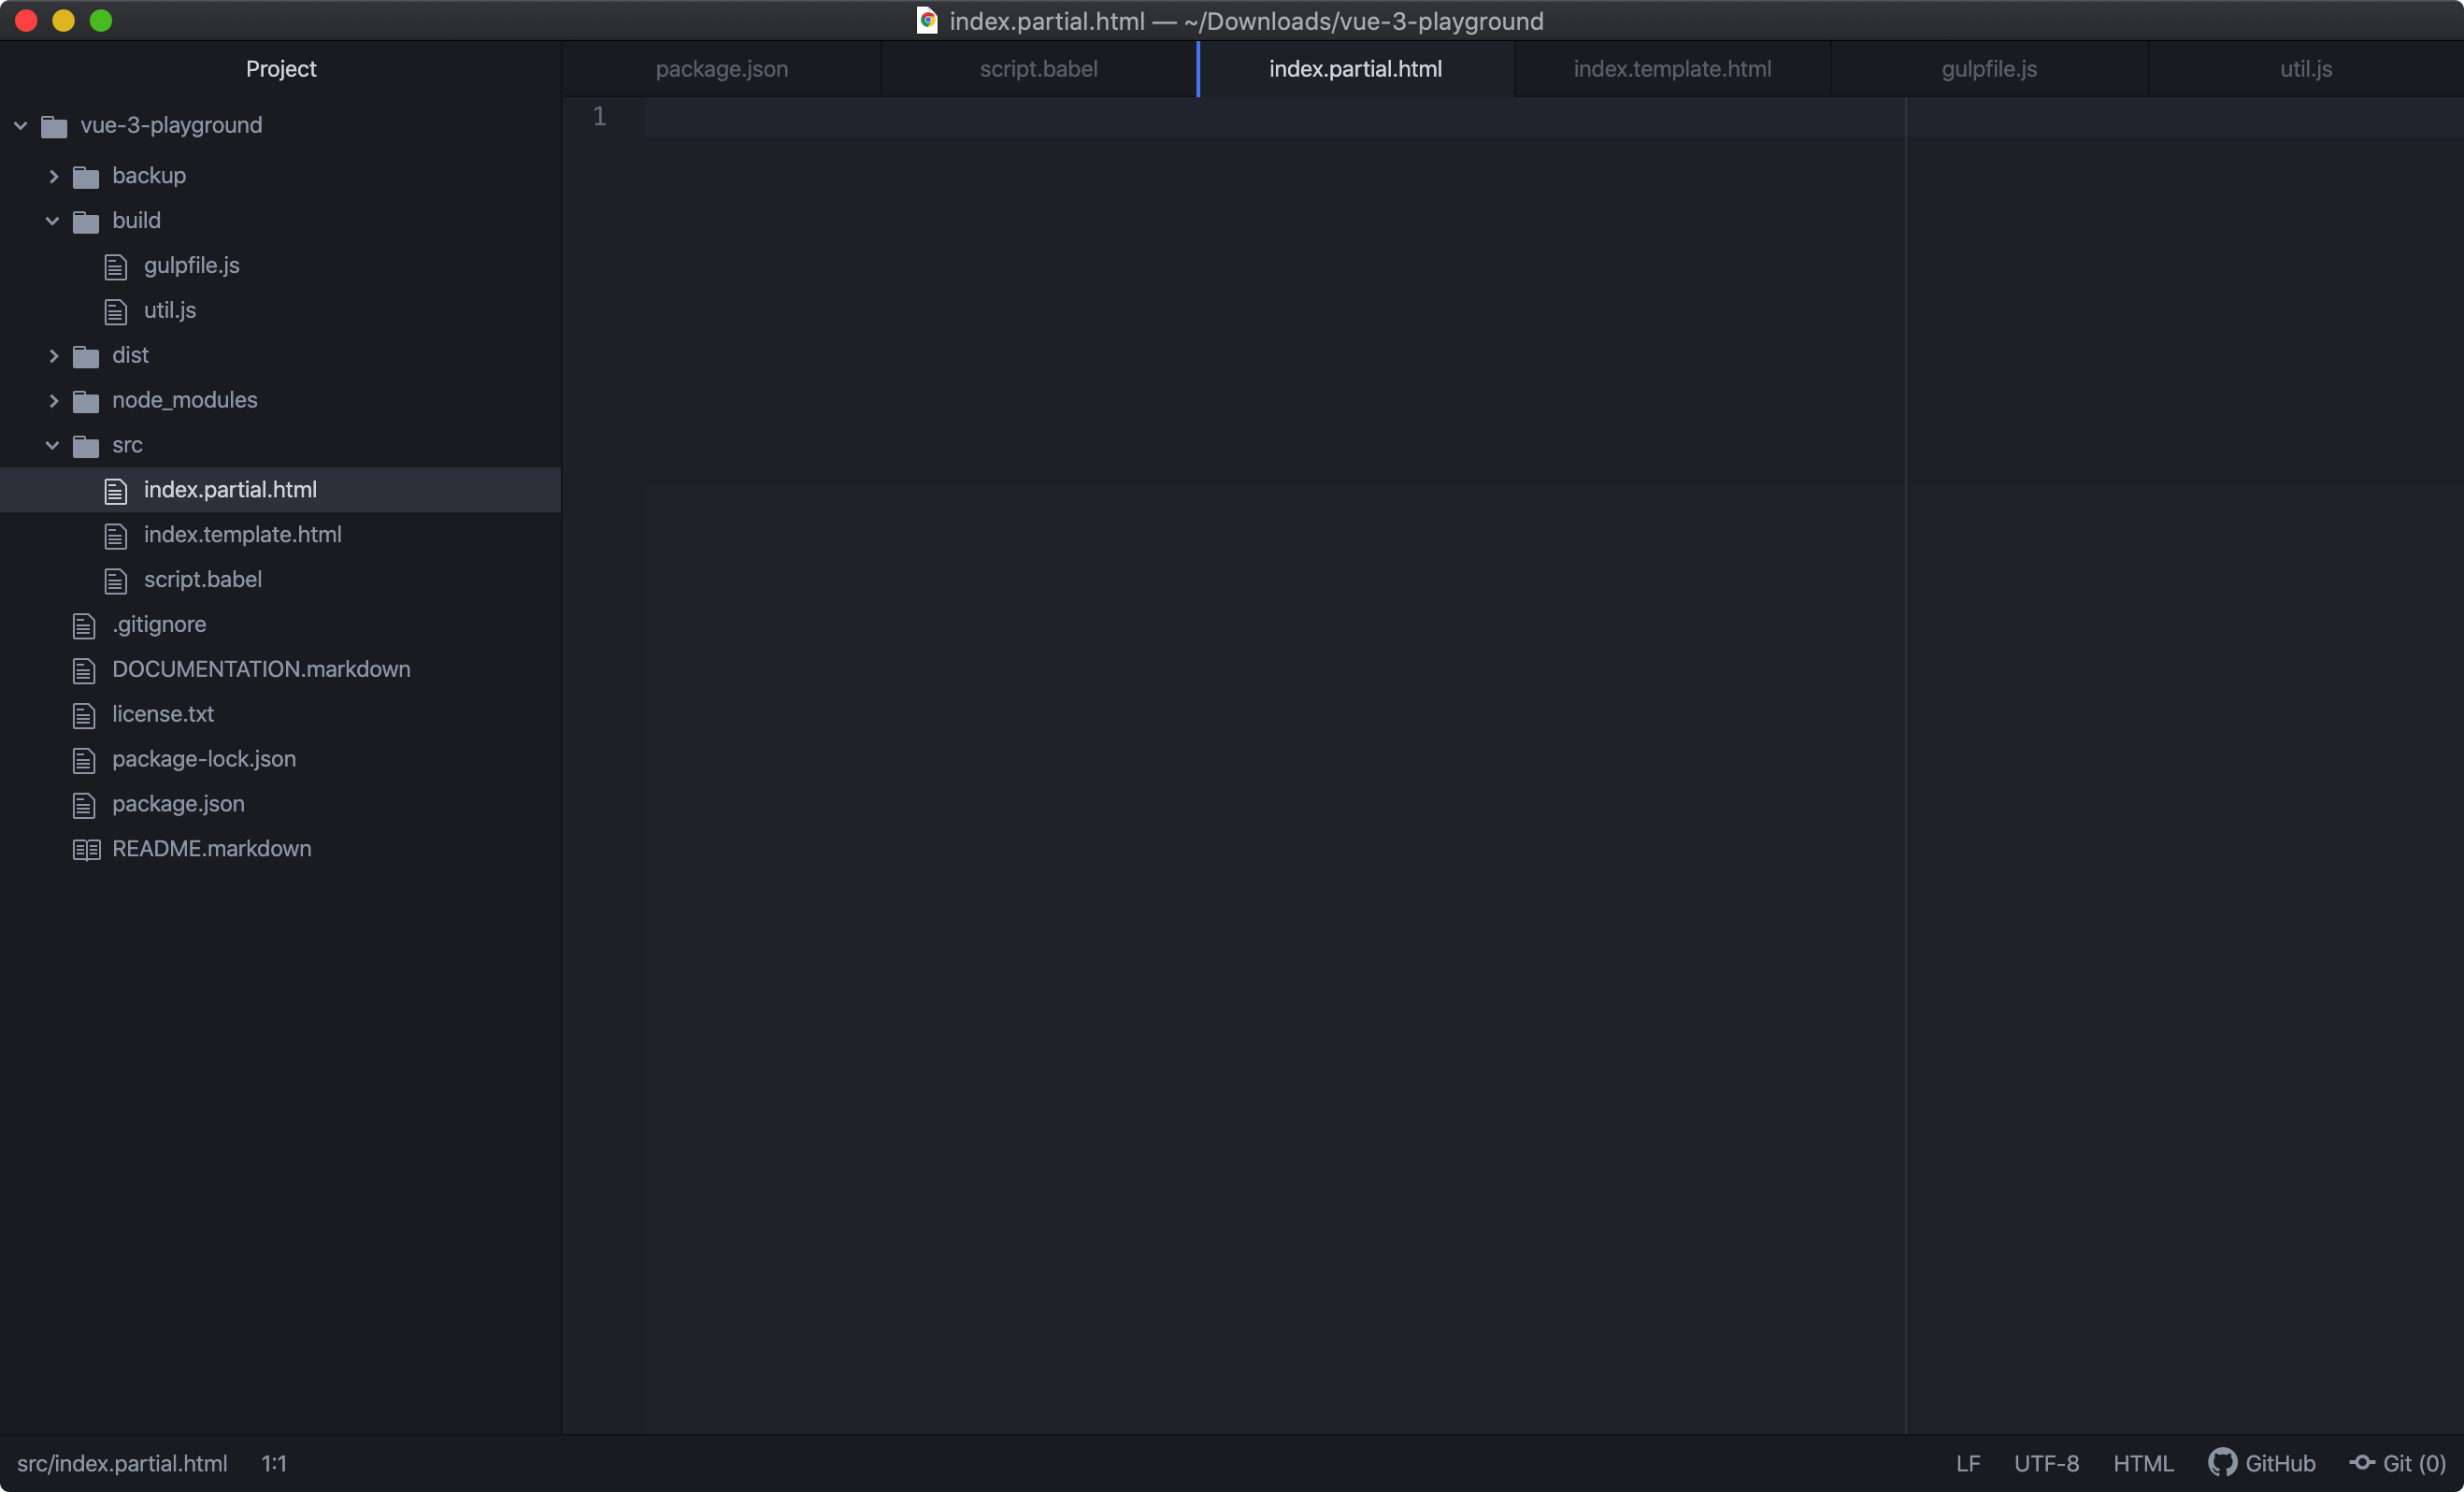 index.partial.html — ~/Downloads/vue-3-playground
Project
package.json
script.babel
index.partial.html
index.template.html
gulpfile.js
util.js
vue-3-playground
backup
build
gulpfile.js
util.js
dist
node_modules
src
index.partial.html
index.template.html
script.babel
.gitignore
DOCUMENTATION.markdown
license.txt
package-lock.json
package.json
README.markdown
1
src/index.partial.html 1:1
LF UTF-8 HTML GitHub Git (0)